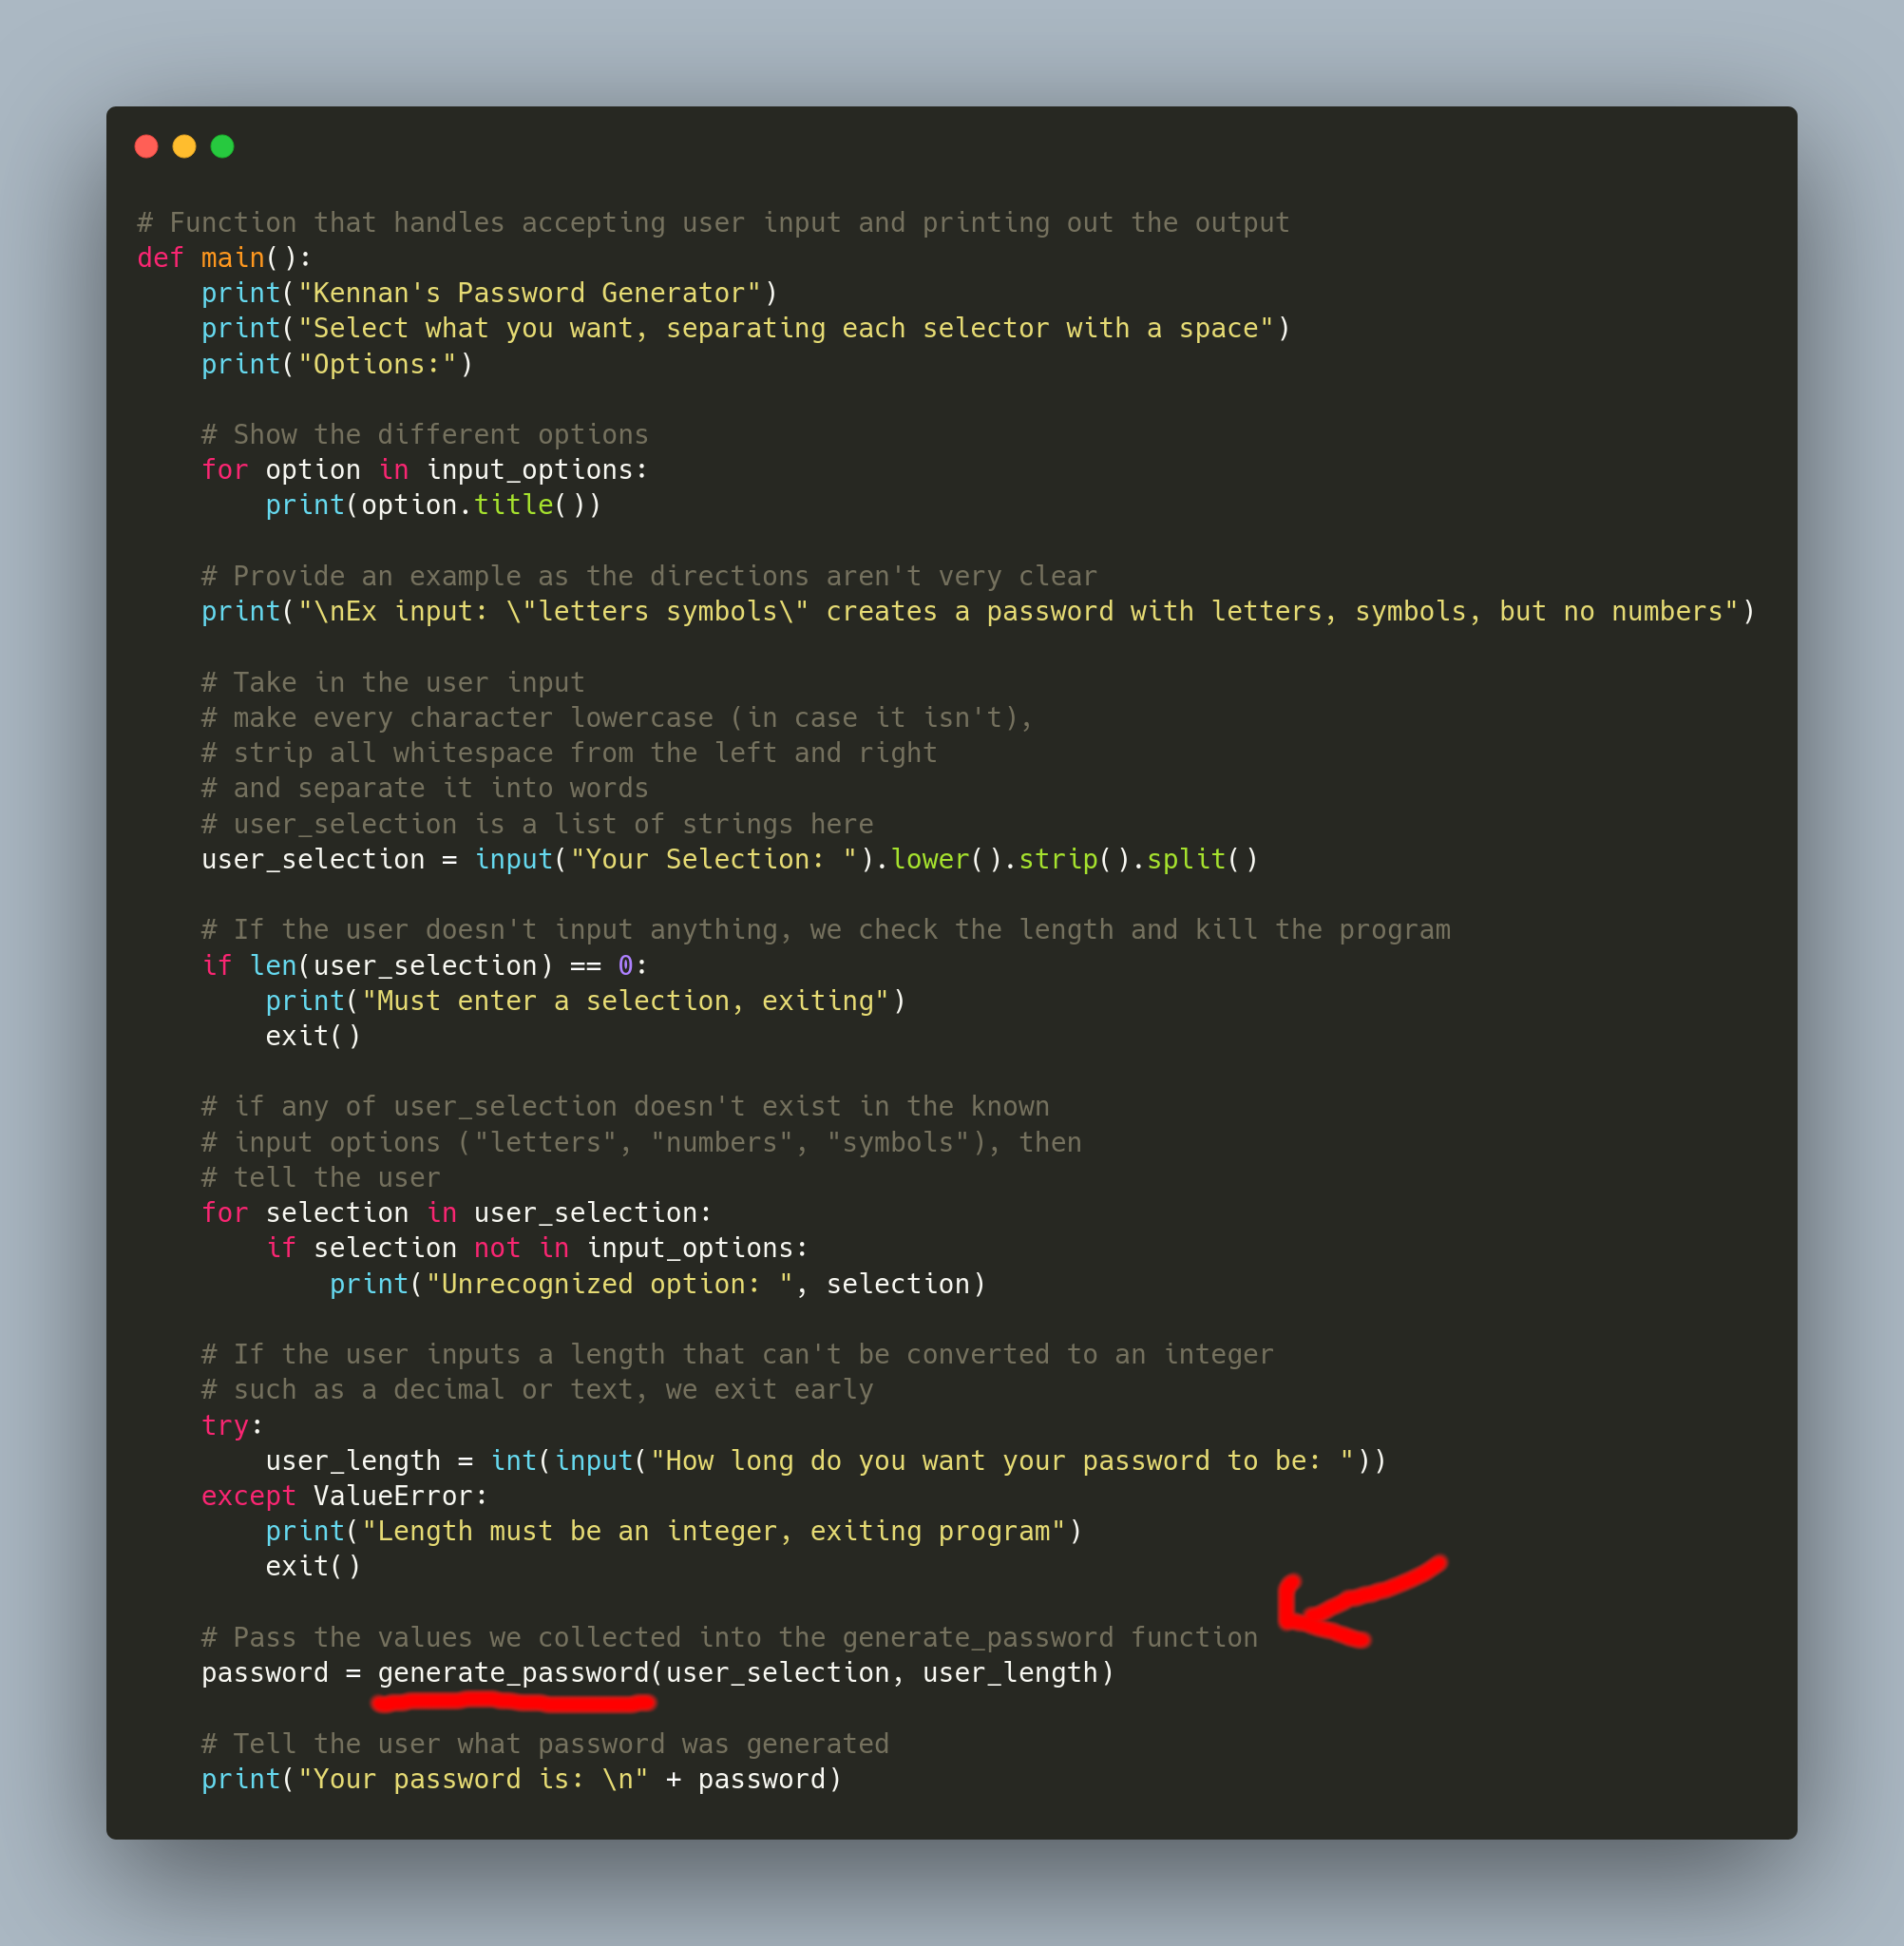 # Function that handles accepting user input and printing out the output
def main():
    print("Kennan's Password Generator")
    print("Select what you want, separating each selector with a space")
    print("Options:")

    # Show the different options
    for option in input_options:
        print(option.title())

    # Provide an example as the directions aren't very clear
    print("\nEx input: \"letters symbols\" creates a password with letters, symbols, but no numbers")

    # Take in the user input
    # make every character lowercase (in case it isn't),
    # strip all whitespace from the left and right
    # and separate it into words
    # user_selection is a list of strings here
    user_selection = input("Your Selection: ").lower().strip().split()

    # If the user doesn't input anything, we check the length and kill the program
    if len(user_selection) == 0:
        print("Must enter a selection, exiting")
        exit()

    # if any of user_selection doesn't exist in the known
    # input options ("letters", "numbers", "symbols"), then
    # tell the user
    for selection in user_selection:
        if selection not in input_options:
            print("Unrecognized option: ", selection)

    # If the user inputs a length that can't be converted to an integer
    # such as a decimal or text, we exit early
    try:
        user_length = int(input("How long do you want your password to be: "))
    except ValueError:
        print("Length must be an integer, exiting program")
        exit()

    # Pass the values we collected into the generate_password function
    password = generate_password(user_selection, user_length)

    # Tell the user what password was generated
    print("Your password is: \n" + password)